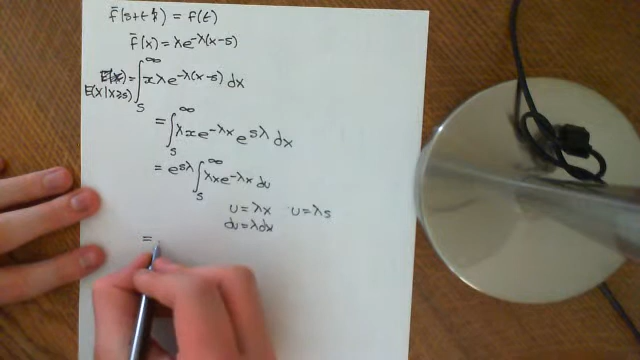 f̄(s+t) = f(t)
f̄(x) = λe^{-λ(x-s)}
E(X|X≥s) = ∫_s^∞ xλe^{-λ(x-s)} dx
= ∫_s^∞ λxe^{-λx} e^{sλ} dx
= e^{sλ} ∫_s^∞ λxe^{-λx} du
u = λx u = λs
du = λdx
=